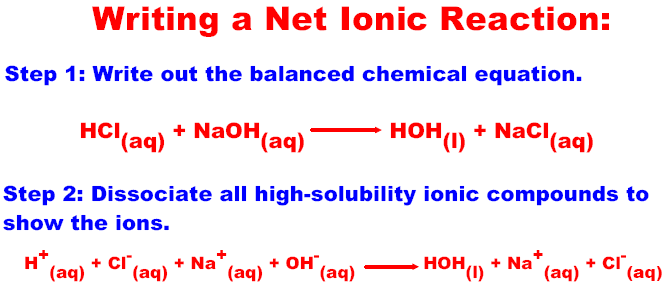 Writing a Net Ionic Reaction:
Step 1: Write out the balanced chemical equation.
HCl(aq) + NaOH(aq) ⟶ HOH(l) + NaCl(aq)
Step 2: Dissociate all high-solubility ionic compounds to
show the ions.
H⁺(aq) + Cl⁻(aq) + Na⁺(aq) + OH⁻(aq) ⟶ HOH(l) + Na⁺(aq) + Cl⁻(aq)